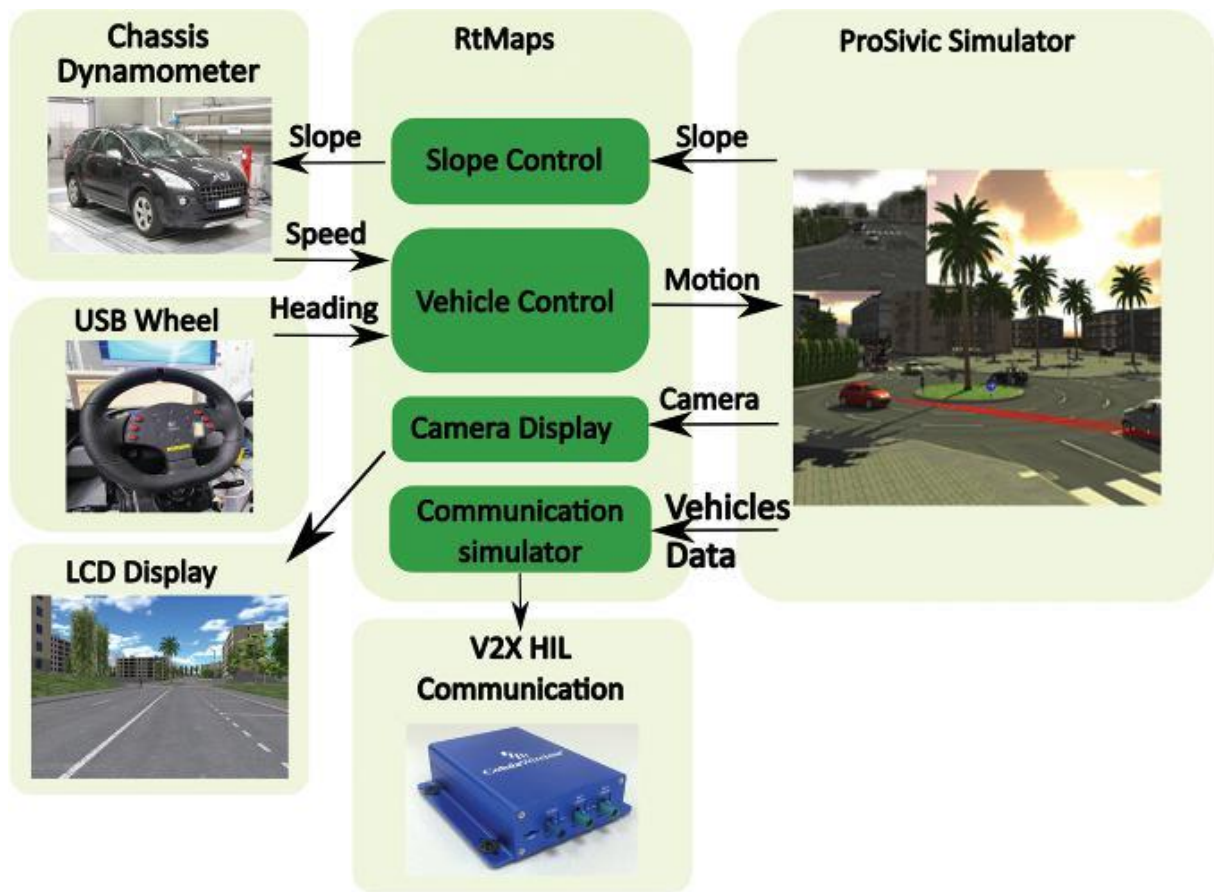 Chassis
Dynamometer
RtMaps
ProSivic Simulator
Slope
Slope Control
Slope
Speed
Heading
Vehicle Control
Motion
USB Wheel
Camera Display
Camera
Communication
simulator
Vehicles
Data
LCD Display
V2X HIL
Communication